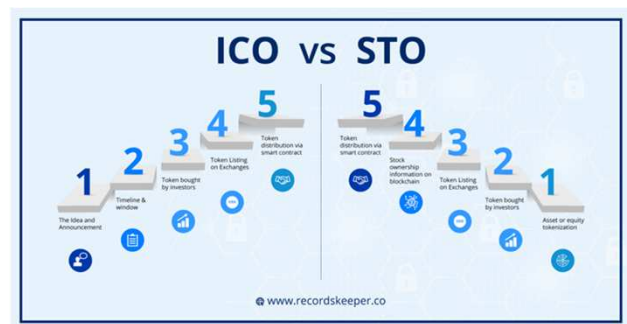 ICO vs STO
1
The Idea and
Announcement
2
Timeline &
window
3
Token bought
by investors
4
Token Listing
on Exchanges
5
Token
distribution via
smart contract
5
Token
distribution via
smart contract
4
Stock
ownership
information on
blockchain
3
Token Listing
on Exchanges
2
Token bought
by investors
1
Asset or equity
tokenization
www.recordskeeper.co